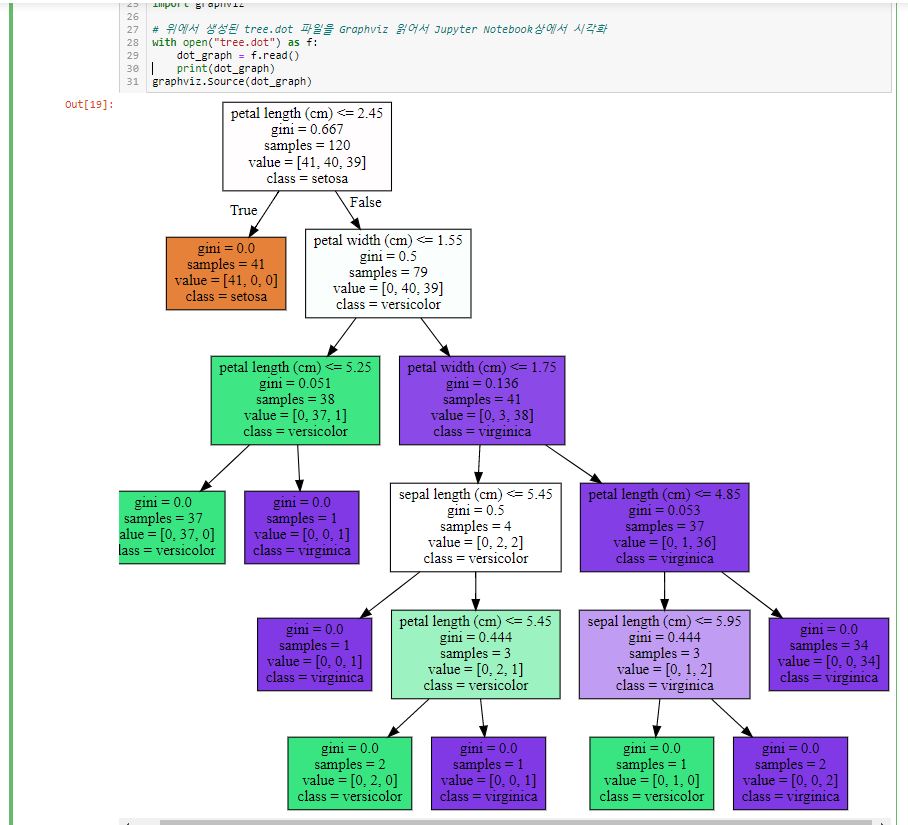 25 import graphviz
26
27 # 위에서 생성된 tree.dot 파일을 Graphviz 읽어서 Jupyter Notebook상에서 시각화
28 with open("tree.dot") as f:
29 dot_graph = f.read()
30 print(dot_graph)
31 graphviz.Source(dot_graph)
Out[19]:
petal length (cm) <= 2.45
gini = 0.667
samples = 120
value = [41, 40, 39]
class = setosa
True
False
gini = 0.0
samples = 41
value = [41, 0, 0]
class = setosa
petal width (cm) <= 1.55
gini = 0.5
samples = 79
value = [0, 40, 39]
class = versicolor
petal length (cm) <= 5.25
gini = 0.051
samples = 38
value = [0, 37, 1]
class = versicolor
petal width (cm) <= 1.75
gini = 0.136
samples = 41
value = [0, 3, 38]
class = virginica
gini = 0.0
samples = 37
alue = [0, 37, 0]
lass = versicolor
gini = 0.0
samples = 1
value = [0, 0, 1]
class = virginica
sepal length (cm) <= 5.45
gini = 0.5
samples = 4
value = [0, 2, 2]
class = versicolor
petal length (cm) <= 4.85
gini = 0.053
samples = 37
value = [0, 1, 36]
class = virginica
gini = 0.0
samples = 1
value = [0, 0, 1]
class = virginica
petal length (cm) <= 5.45
gini = 0.444
samples = 3
value = [0, 2, 1]
class = versicolor
sepal length (cm) <= 5.95
gini = 0.444
samples = 3
value = [0, 1, 2]
class = virginica
gini = 0.0
samples = 34
value = [0, 0, 34]
class = virginica
gini = 0.0
samples = 2
value = [0, 2, 0]
class = versicolor
gini = 0.0
samples = 1
value = [0, 0, 1]
class = virginica
gini = 0.0
samples = 1
value = [0, 1, 0]
class = versicolor
gini = 0.0
samples = 2
value = [0, 0, 2]
class = virginica